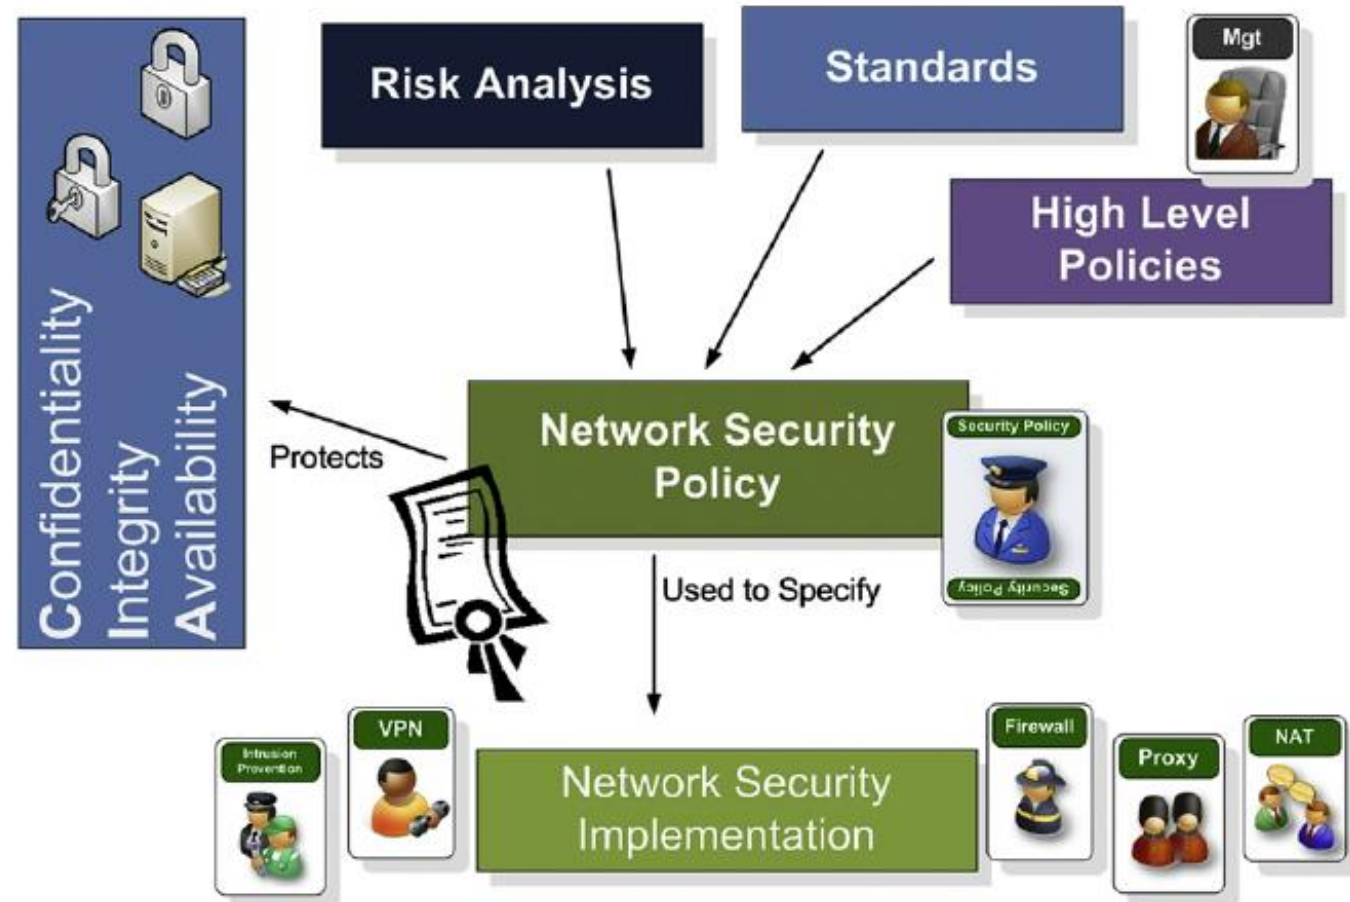 Confidentiality
Integrity
Availability
Risk Analysis
Standards
Mgt
High Level
Policies
Protects
Network Security
Policy
Security Policy
Security Policy
Used to Specify
Intrusion
Provention
VPN
Network Security
Implementation
Firewall
Proxy
NAT